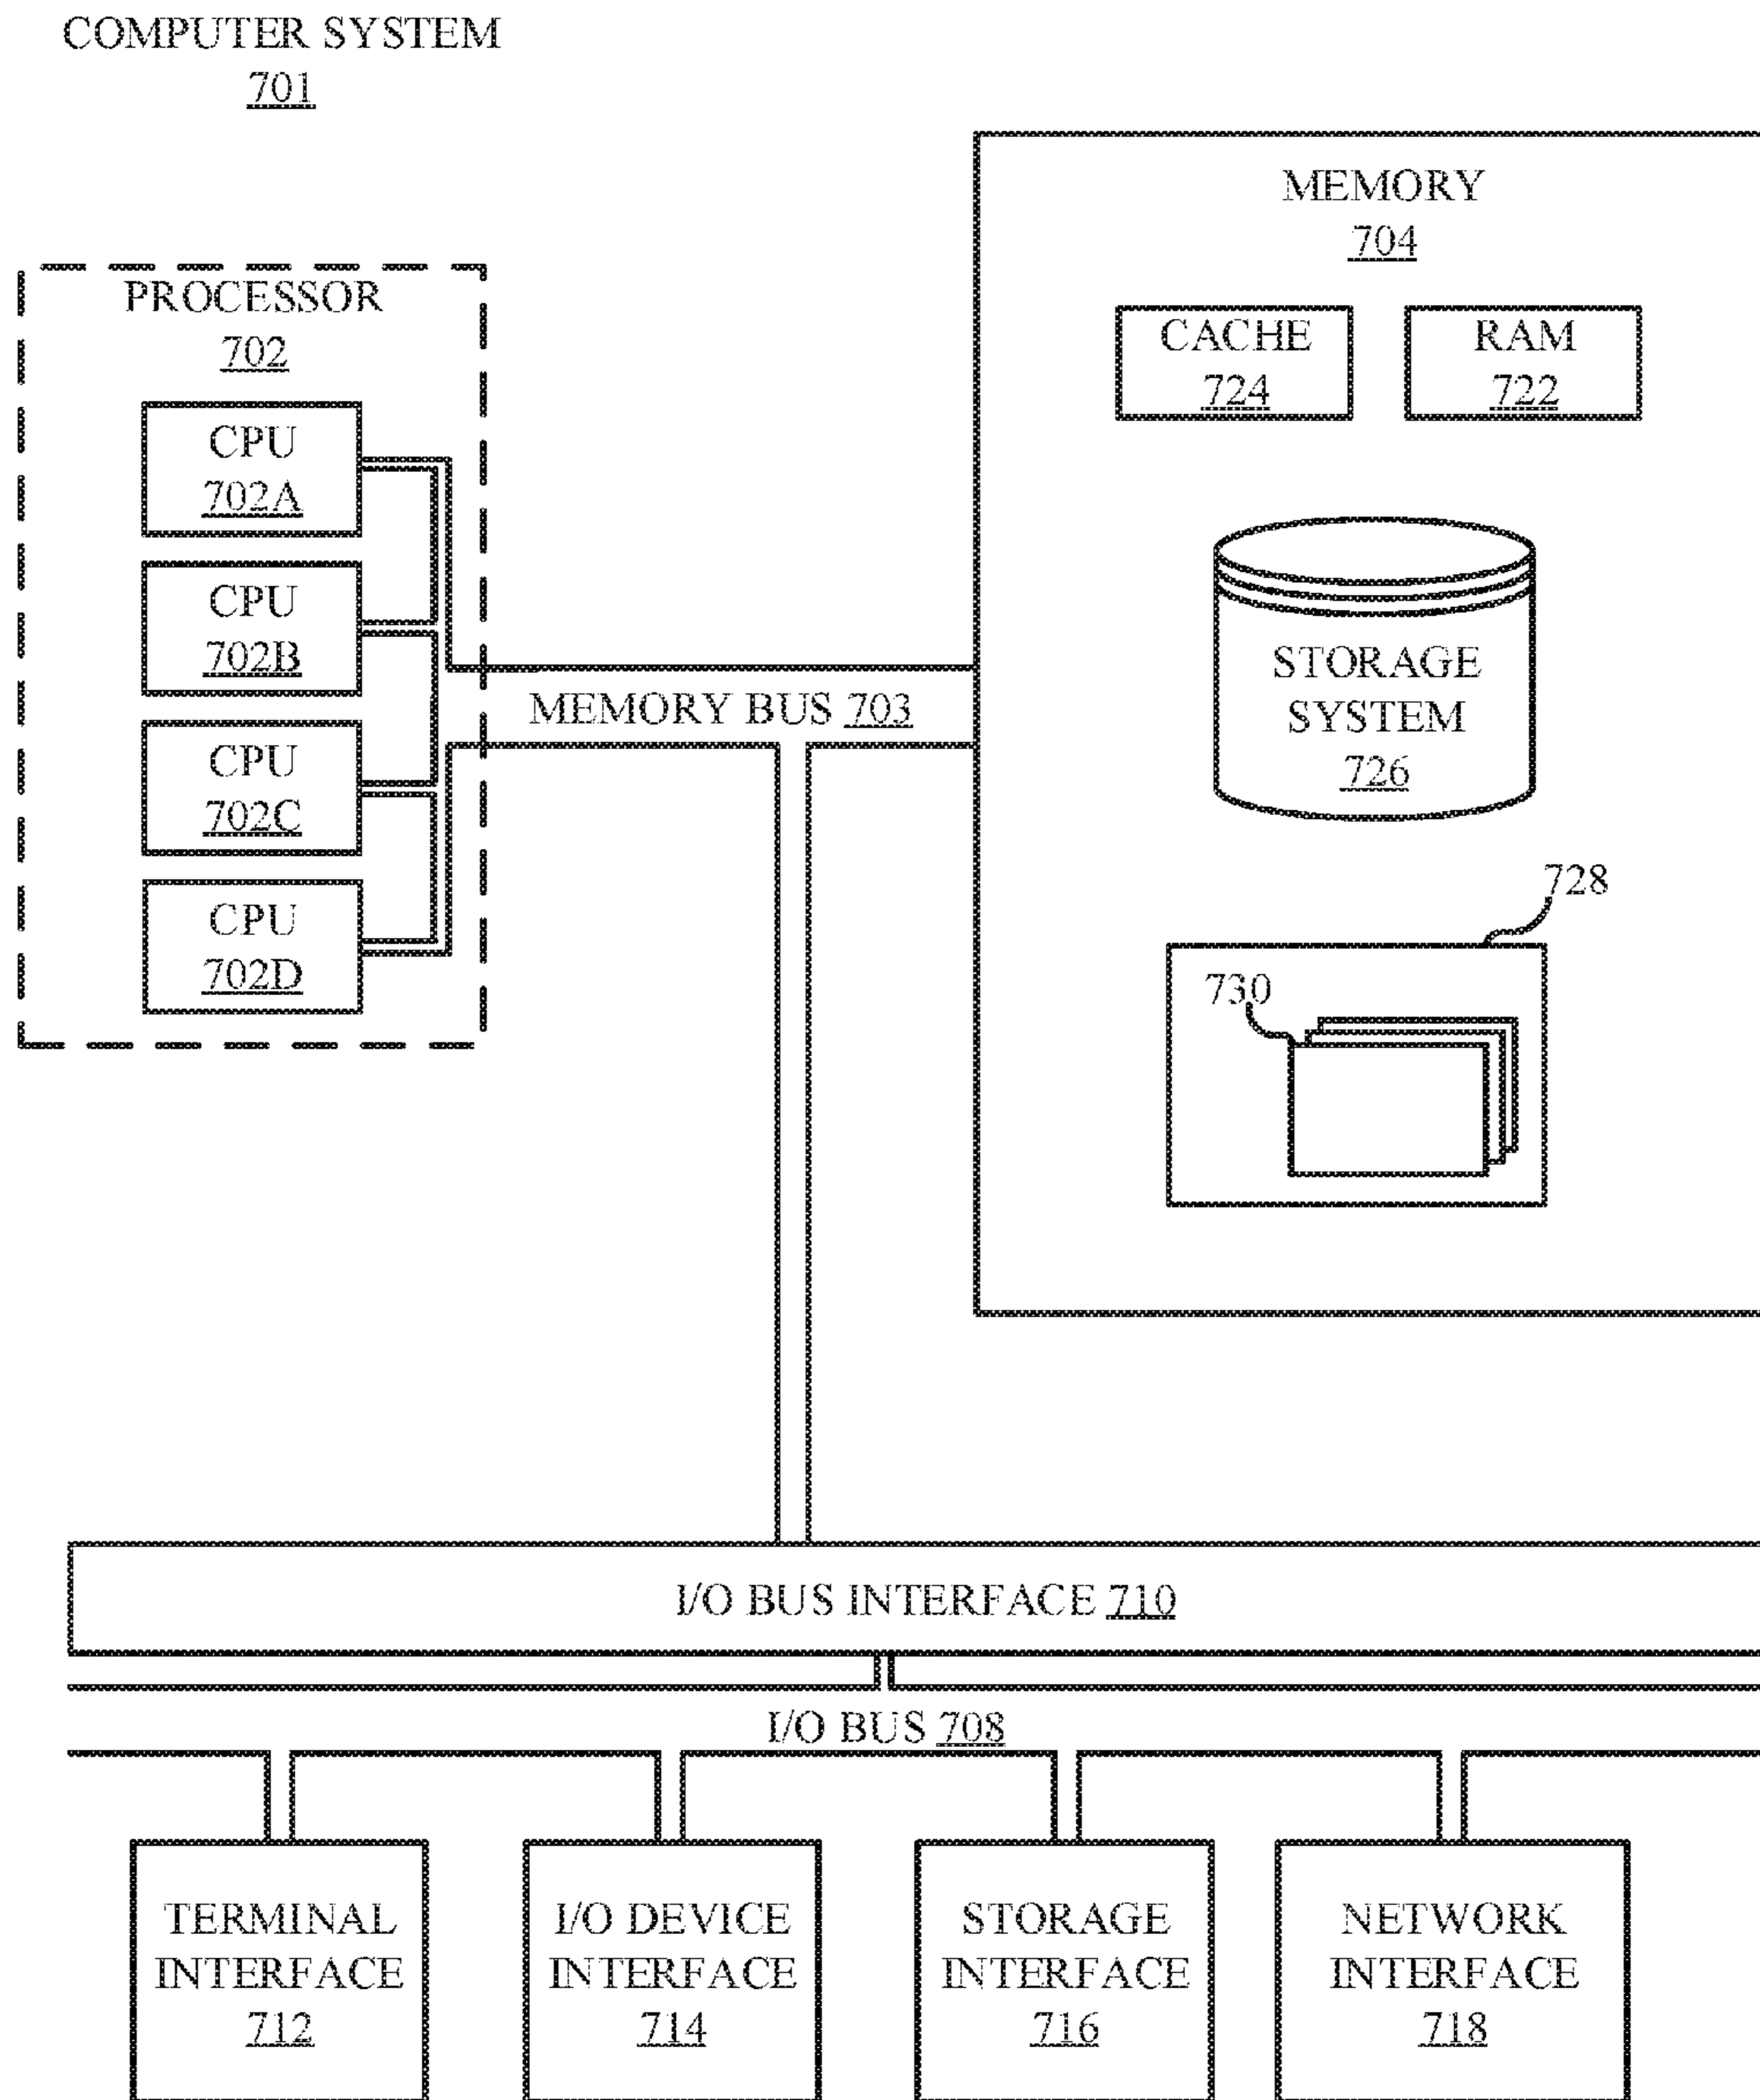 COMPUTER SYSTEM
701
PROCESSOR
702
CPU
702A
CPU
702B
CPU
702C
CPU
702D
MEMORY BUS 703
MEMORY
704
CACHE
724
RAM
722
STORAGE
SYSTEM
726
728
730
I/O BUS INTERFACE 710
I/O BUS 708
TERMINAL
INTERFACE
712
I/O DEVICE
INTERFACE
714
STORAGE
INTERFACE
716
NETWORK
INTERFACE
718